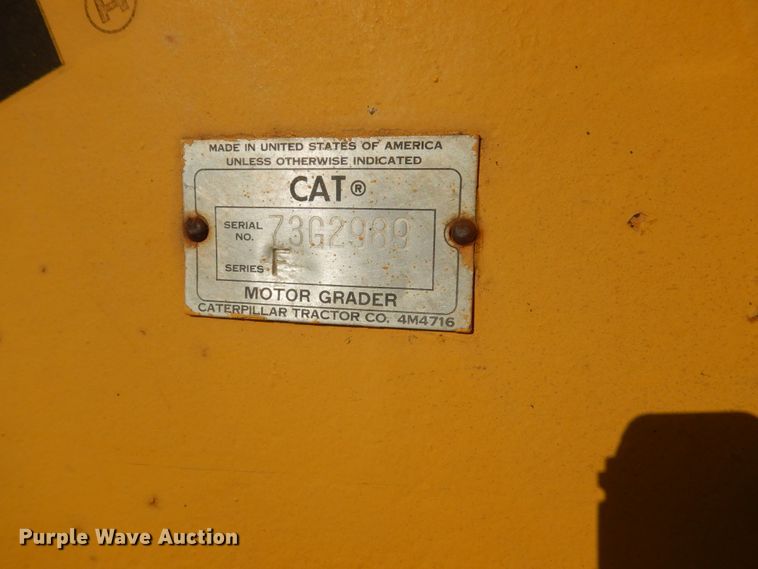 H
MADE IN UNITED STATES OF AMERICA
UNLESS OTHERWISE INDICATED
CAT ®
SERIAL NO. 73G2989
SERIES F
MOTOR GRADER
CATERPILLAR TRACTOR CO. 4M4716
Purple Wave Auction